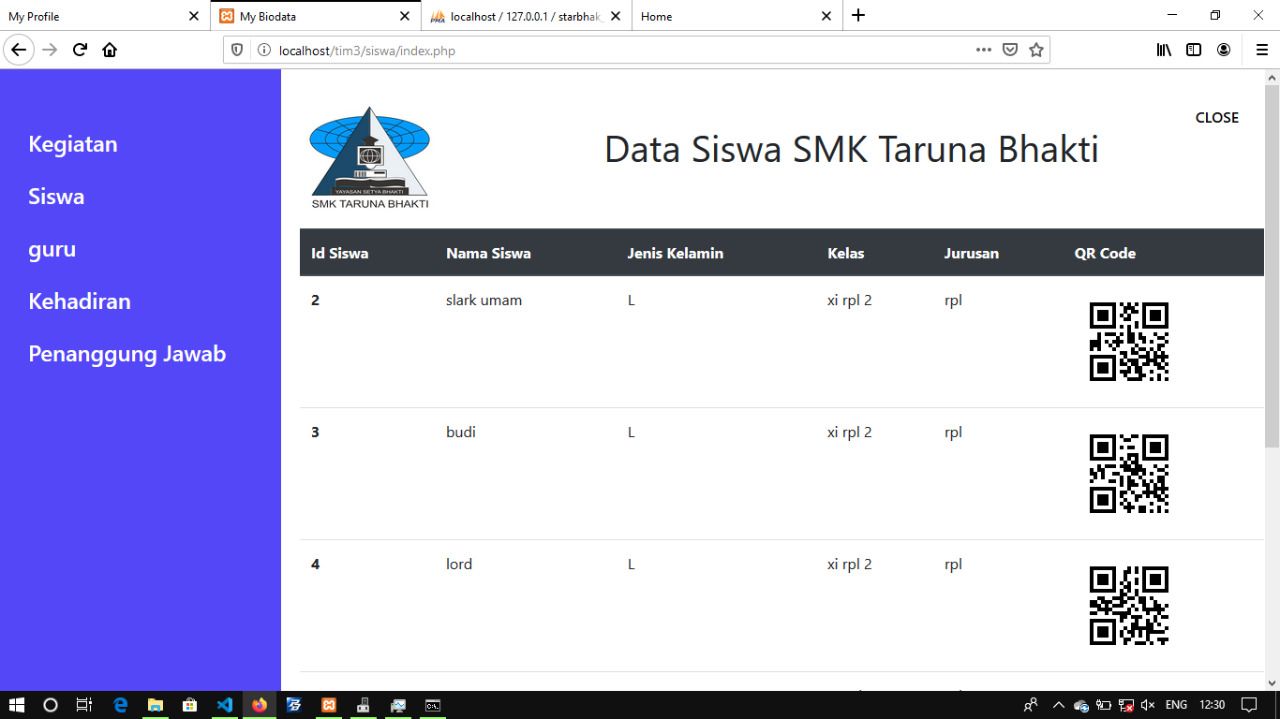 My Profile
My Biodata
localhost / 127.0.0.1 / starbhak
Home
localhost/tim3/siswa/index.php
Kegiatan
Siswa
guru
Kehadiran
Penanggung Jawab
YAYASAN SETYA BHAKTI
SMK TARUNA BHAKTI
Data Siswa SMK Taruna Bhakti
CLOSE
Id Siswa Nama Siswa Jenis Kelamin Kelas Jurusan QR Code
2 slark umam L xi rpl 2 rpl
3 budi L xi rpl 2 rpl
4 lord L xi rpl 2 rpl
ENG 12:30